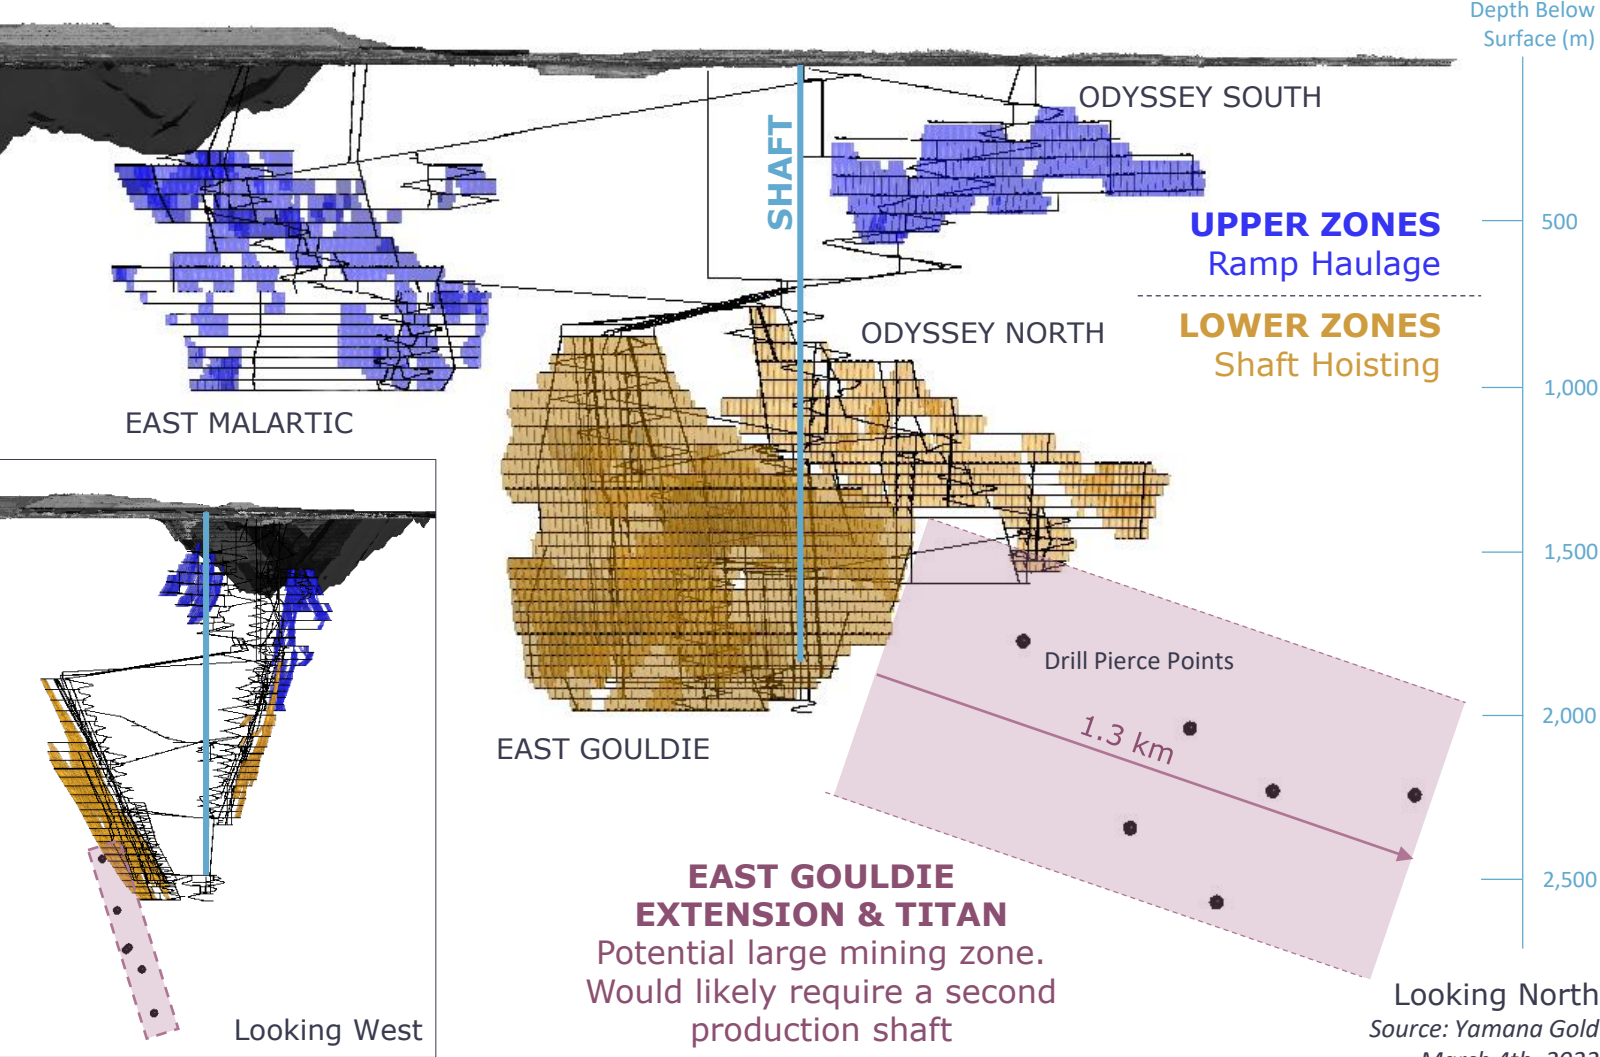 Depth Below
Surface (m)
ODYSSEY SOUTH
SHAFT
UPPER ZONES
Ramp Haulage
500
LOWER ZONES
Shaft Hoisting
ODYSSEY NORTH
1,000
EAST MALARTIC
1,500
Drill Pierce Points
2,000
1.3 km
EAST GOULDIE
2,500
EAST GOULDIE
EXTENSION & TITAN
Potential large mining zone.
Would likely require a second
production shaft
Looking West
Looking North
Source: Yamana Gold